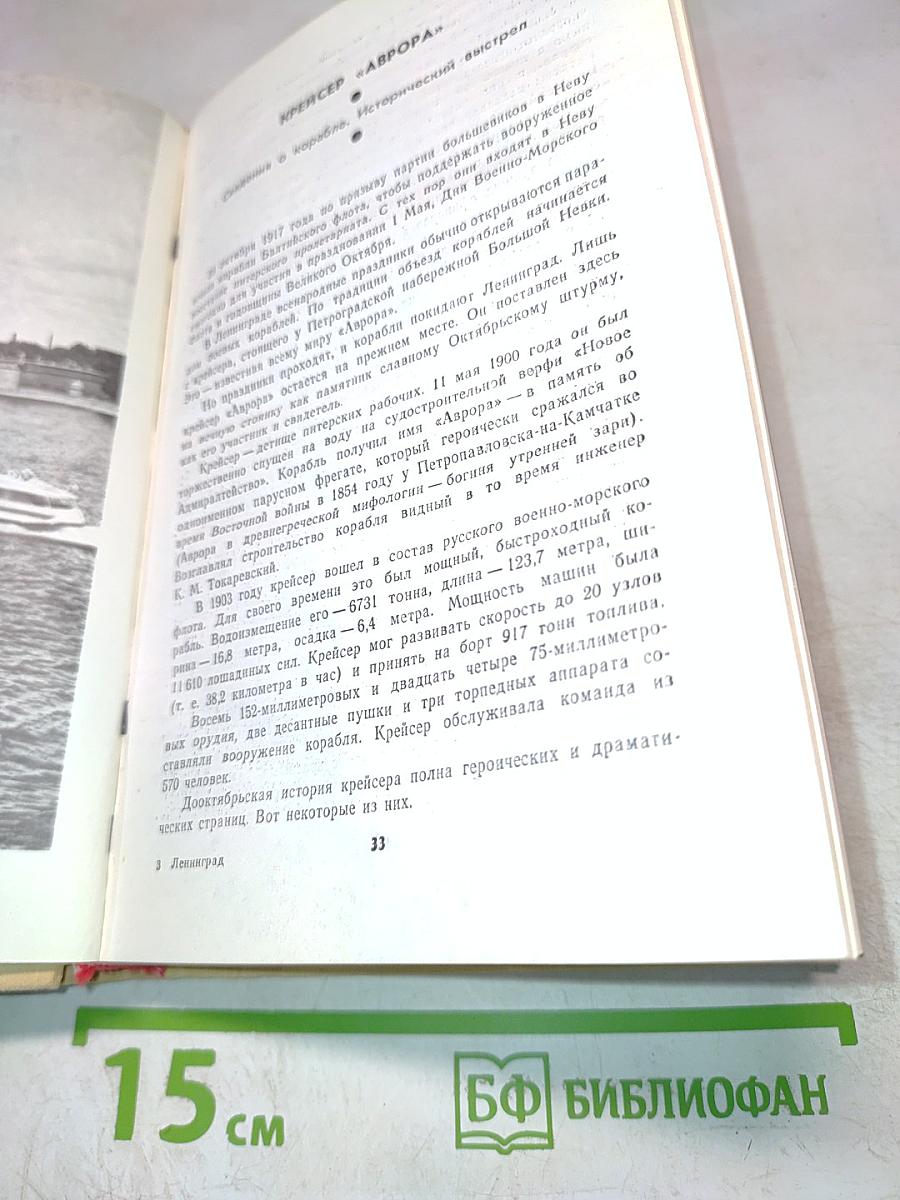 КРЕЙСЕР «АВРОРА»
Сведения о корабле. Исторический выстрел
октября 1917 года по призыву партии большевиков в Неву
корабли Балтийского флота, чтобы поддержать вооруженное
питерского пролетариата. С тех пор они входят в Неву
для участия в праздновании 1 Мая, Дня Военно-Морского
флота и годовщины Великого Октября.
В Ленинграде всенародные праздники обычно открываются пара-
дом боевых кораблей. По традиции объезд кораблей начинается
с крейсера, стоящего у Петроградской набережной Большой Невки.
Это — известная всему миру «Аврора».
Но праздники проходят, и корабли покидают Ленинград. Лишь
крейсер «Аврора» остается на прежнем месте. Он поставлен здесь
на вечную стоянку как памятник славному Октябрьскому штурму,
как его участник и свидетель.
Крейсер — детище питерских рабочих. 11 мая 1900 года он был
торжественно спущен на воду на судостроительной верфи «Новое
Адмиралтейство». Корабль получил имя «Аврора» — в память об
одноименном парусном фрегате, который героически сражался во
время Восточной войны в 1854 году у Петропавловска-на-Камчатке
(Аврора в древнегреческой мифологии — богиня утренней зари).
Возглавлял строительство корабля видный в то время инженер
К. М. Токаревский.
В 1903 году крейсер вошел в состав русского военно-морского
флота. Для своего времени это был мощный, быстроходный ко-
рабль. Водоизмещение его — 6731 тонна, длина — 123,7 метра, ши-
рина — 16,8 метра, осадка — 6,4 метра. Мощность машин была
11 610 лошадиных сил. Крейсер мог развивать скорость до 20 узлов
(т. е. 38,2 километра в час) и принять на борт 917 тонн топлива.
Восемь 152-миллиметровых и двадцать четыре 75-миллиметро-
вых орудия, две десантные пушки и три торпедных аппарата со-
ставляли вооружение корабля. Крейсер обслуживала команда из
570 человек.
Дооктябрьская история крейсера полна героических и драмати-
ческих страниц. Вот некоторые из них.
3 Ленинград
33
15 см
БФ БИБЛИОФАН